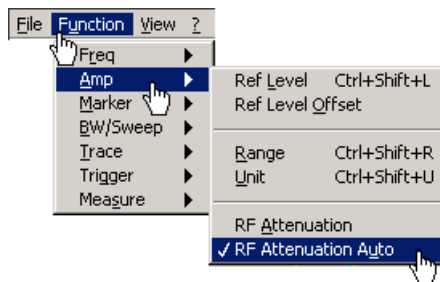 File Function View ?
Freq
Amp
Marker
BW/Sweep
Trace
Trigger
Measure
Ref Level Ctrl+Shift+L
Ref Level Offset
Range Ctrl+Shift+R
Unit Ctrl+Shift+U
RF Attenuation
✓ RF Attenuation Auto